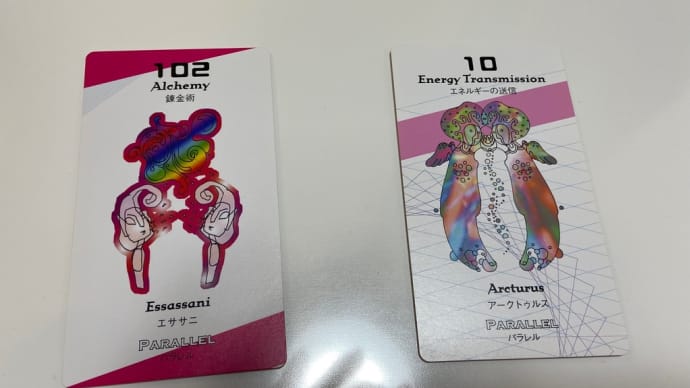 102
Alchemy
錬金術
Essassani
エササニ
PARALLEL
パラレル
10
Energy Transmission
エネルギーの送信
Arcturus
アークトゥルス
PARALLEL
パラレル